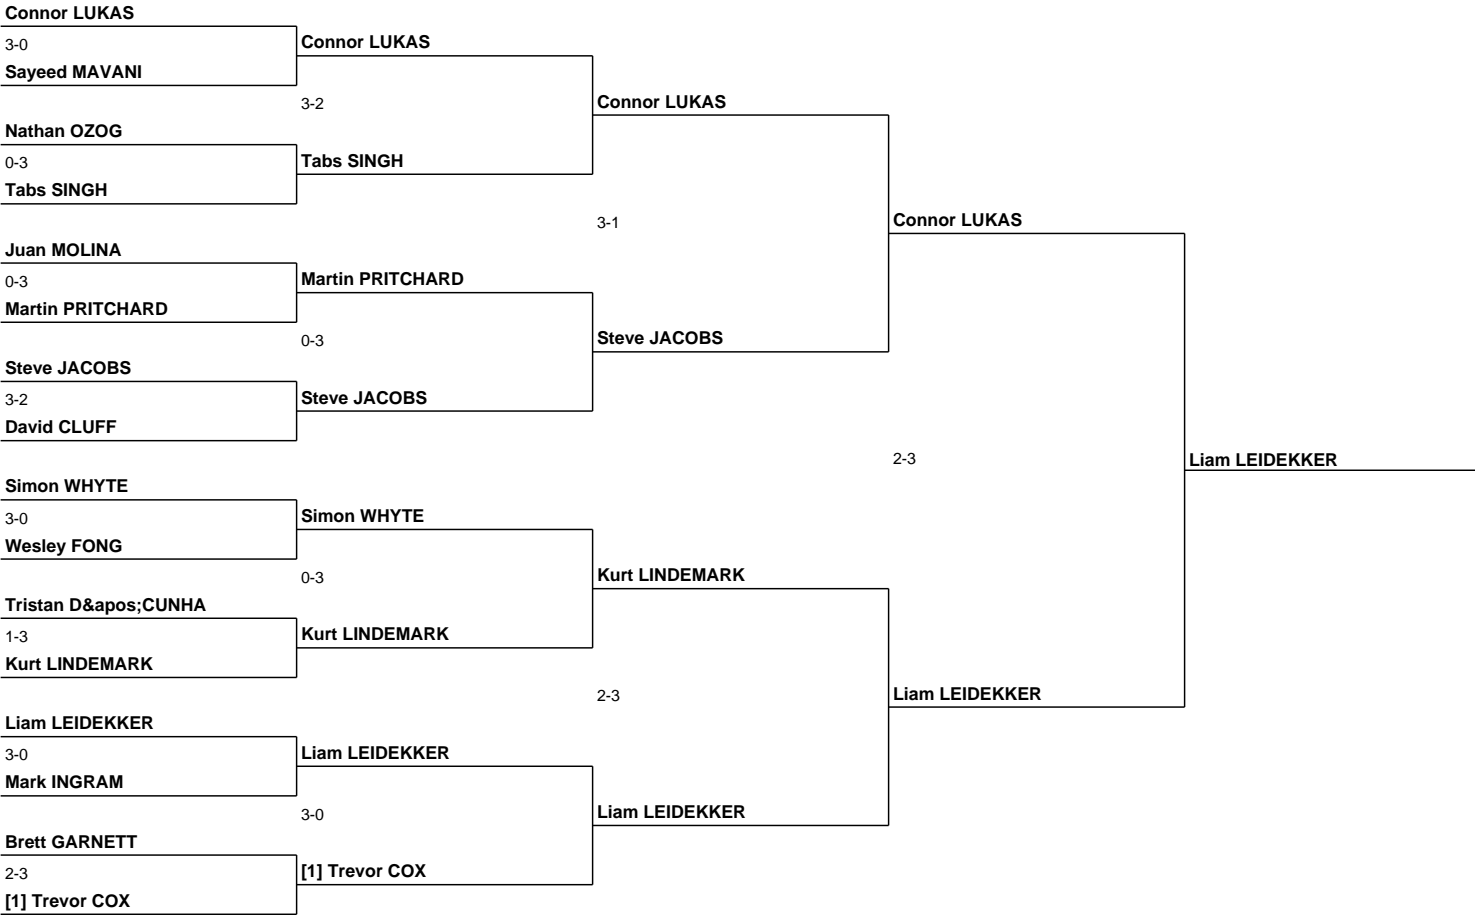 Connor LUKAS
3-0
Sayeed MAVANI
Nathan OZOG
0-3
Tabs SINGH
Juan MOLINA
0-3
Martin PRITCHARD
Steve JACOBS
3-2
David CLUFF
Simon WHYTE
3-0
Wesley FONG
Tristan D&apos;CUNHA
1-3
Kurt LINDEMARK
Liam LEIDEKKER
3-0
Mark INGRAM
Brett GARNETT
2-3
[1] Trevor COX
Connor LUKAS
3-2
Tabs SINGH
Martin PRITCHARD
0-3
Steve JACOBS
Simon WHYTE
0-3
Kurt LINDEMARK
Liam LEIDEKKER
3-0
[1] Trevor COX
Connor LUKAS
3-1
Steve JACOBS
Kurt LINDEMARK
2-3
Liam LEIDEKKER
Connor LUKAS
2-3
Liam LEIDEKKER
Liam LEIDEKKER